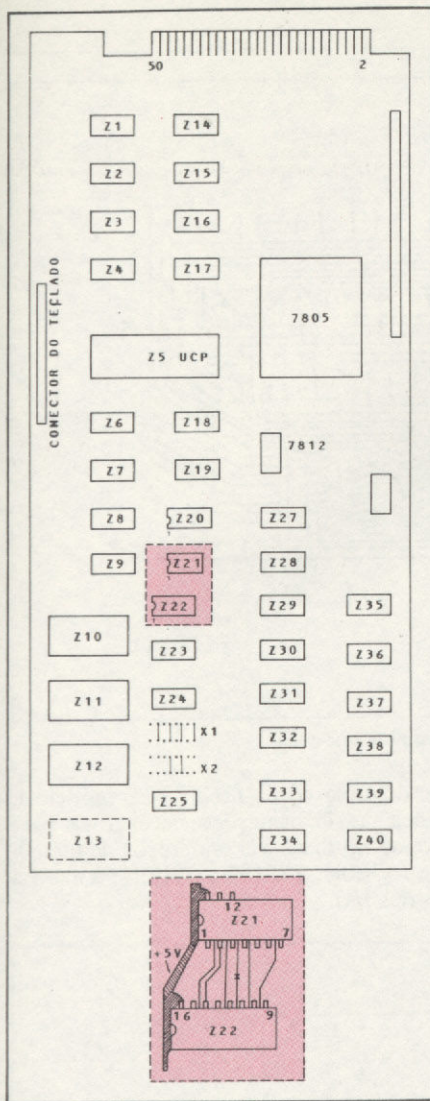 50 2
Z1 Z14
Z2 Z15
Z3 Z16
Z4 Z17
CONECTOR DO TECLADO
7805
Z5 UCP
Z6 Z18
7812
Z7 Z19
Z8 Z20 Z27
Z9 Z21 Z28
Z22 Z29 Z35
Z10
Z23 Z30 Z36
Z11 Z24 Z31 Z37
X1
Z32 Z38
Z12 X2
Z25 Z33 Z39
Z13 Z34 Z40
12
Z21
1 7
+5V
x
16 9
Z22